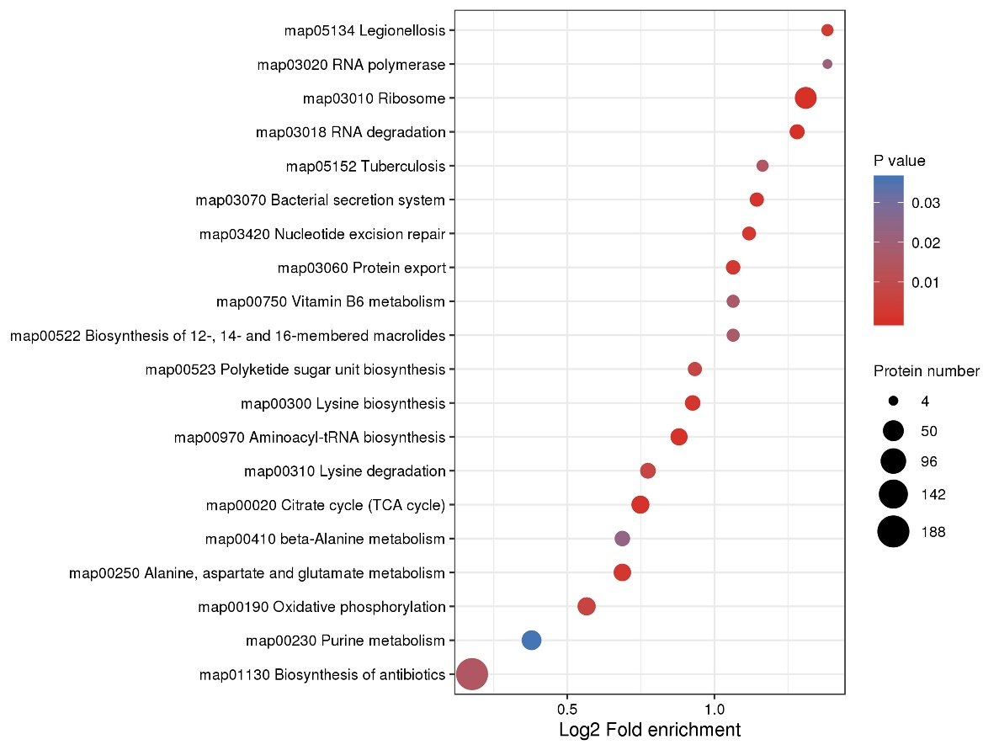 map05134 Legionellosis
map03020 RNA polymerase
map03010 Ribosome
map03018 RNA degradation
map05152 Tuberculosis
map03070 Bacterial secretion system
map03420 Nucleotide excision repair
map03060 Protein export
map00750 Vitamin B6 metabolism
map00522 Biosynthesis of 12-, 14- and 16-membered macrolides
map00523 Polyketide sugar unit biosynthesis
map00300 Lysine biosynthesis
map00970 Aminoacyl-tRNA biosynthesis
map00310 Lysine degradation
map00020 Citrate cycle (TCA cycle)
map00410 beta-Alanine metabolism
map00250 Alanine, aspartate and glutamate metabolism
map00190 Oxidative phosphorylation
map00230 Purine metabolism
map01130 Biosynthesis of antibiotics
0.5 1.0
Log2 Fold enrichment
P value
0.03
0.02
0.01
Protein number
4
50
96
142
188